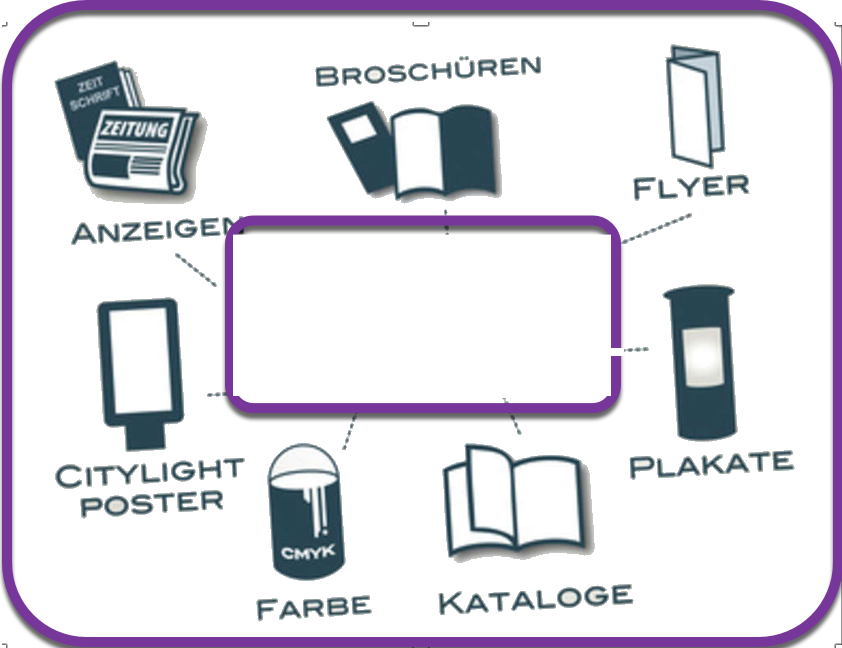 BROSCHÜREN
ZEIT
SCHRIFT
ZEITUNG
FLYER
ANZEIGEN
CITYLIGHT
POSTER
PLAKATE
CMYK
FARBE
KATALOGE